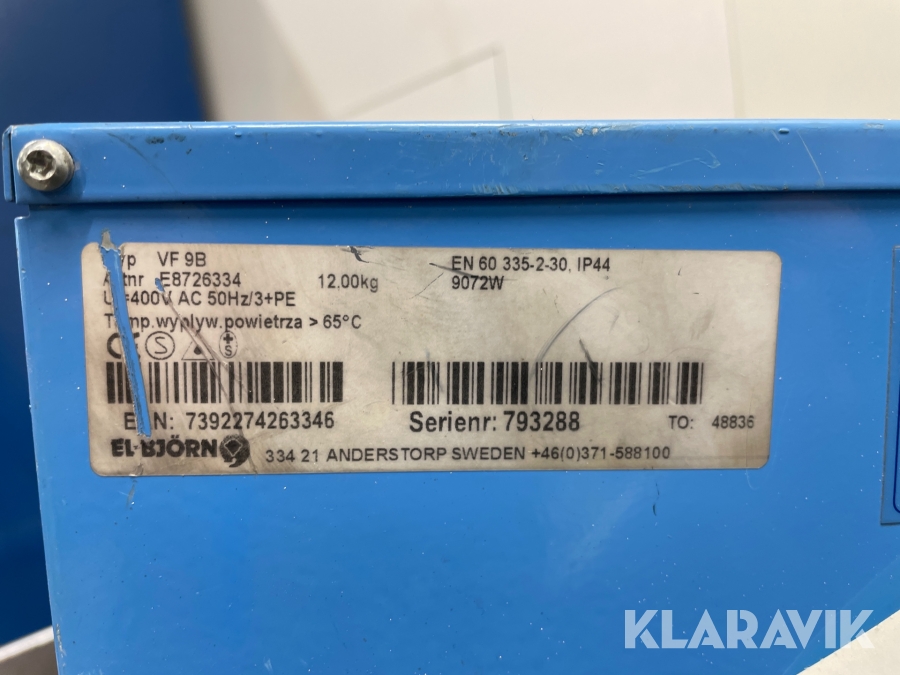 VF 9B
EN 60 335-2-30, IP44
E8726334
12,00kg
9072W
=400V AC 50Hz/3+PE
wyplyw.powietrza > 65°C
CE S
S
7392274263346
Serienr: 793288
TO: 48836
EL-BJÖRN
334 21 ANDERSTORP SWEDEN +46(0)371-588100
KLARAVIK